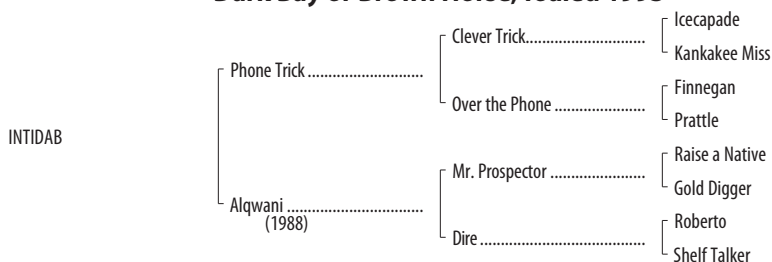 Dark Bay or Brown Horse; foaled 1993
Icecapade
Clever Trick..............................
Kankakee Miss
Phone Trick .............................
Finnegan
Over the Phone .......................
Prattle
INTIDAB
Raise a Native
Mr. Prospector .........................
Gold Digger
Alqwani ..................................
(1988)
Roberto
Dire .........................................
Shelf Talker